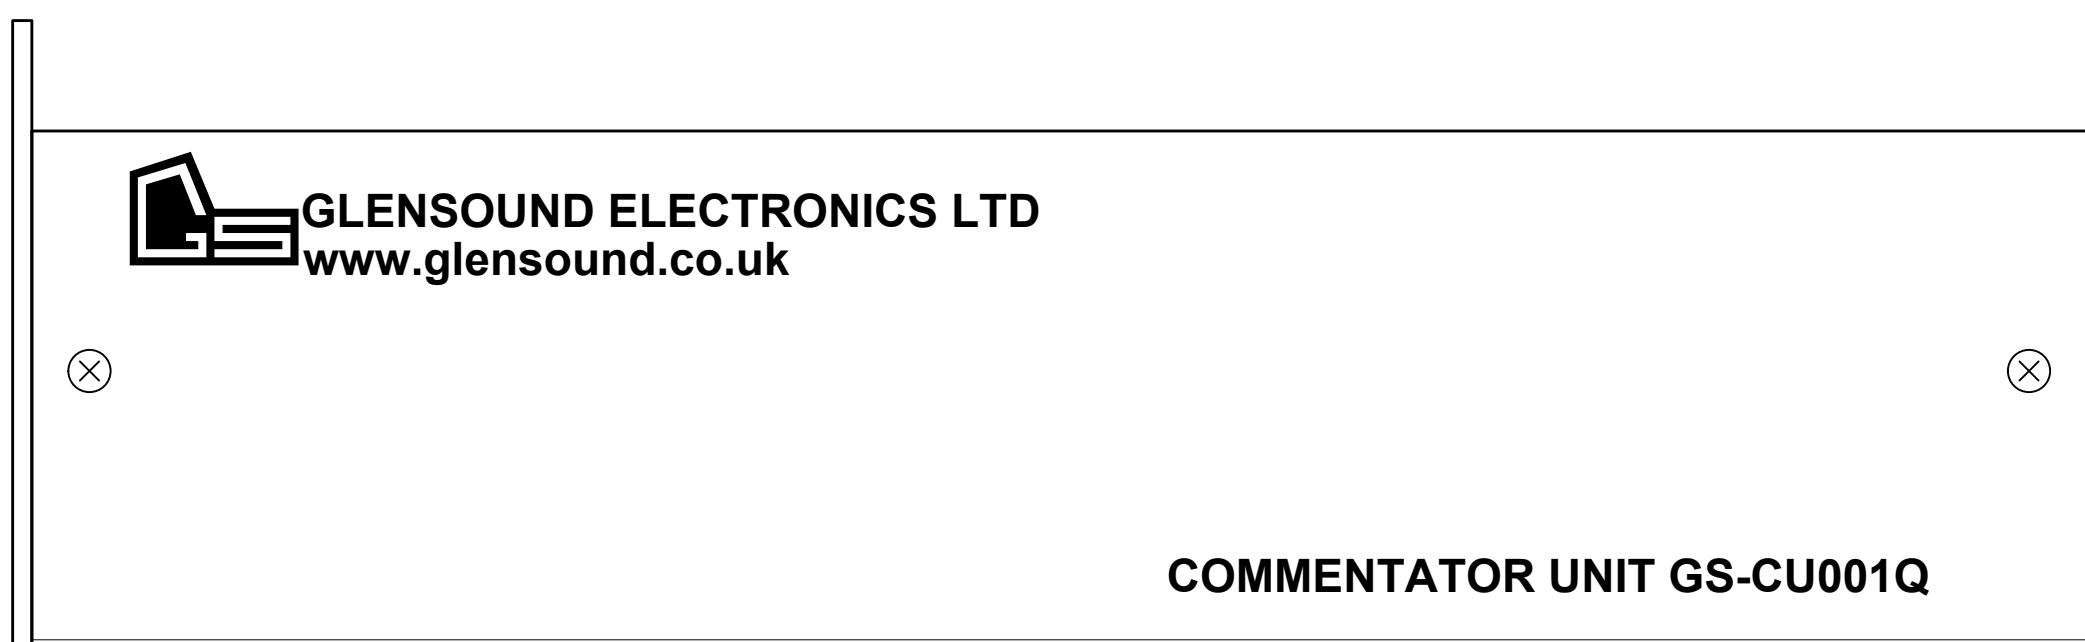 GLENSOUND ELECTRONICS LTD
www.glensound.co.uk
COMMENTATOR UNIT GS-CU001Q